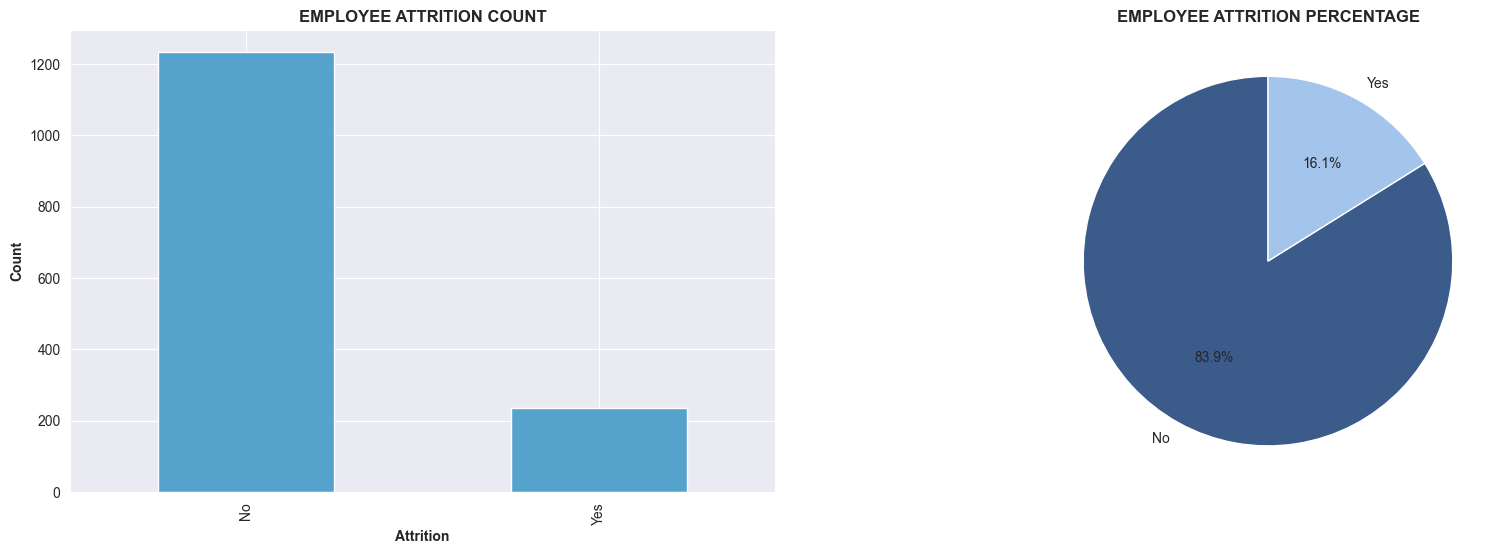 EMPLOYEE ATTRITION COUNT
1200
1000
800
600
400
200
0
Count
No
Yes
Attrition
EMPLOYEE ATTRITION PERCENTAGE
Yes
16.1%
83.9%
No